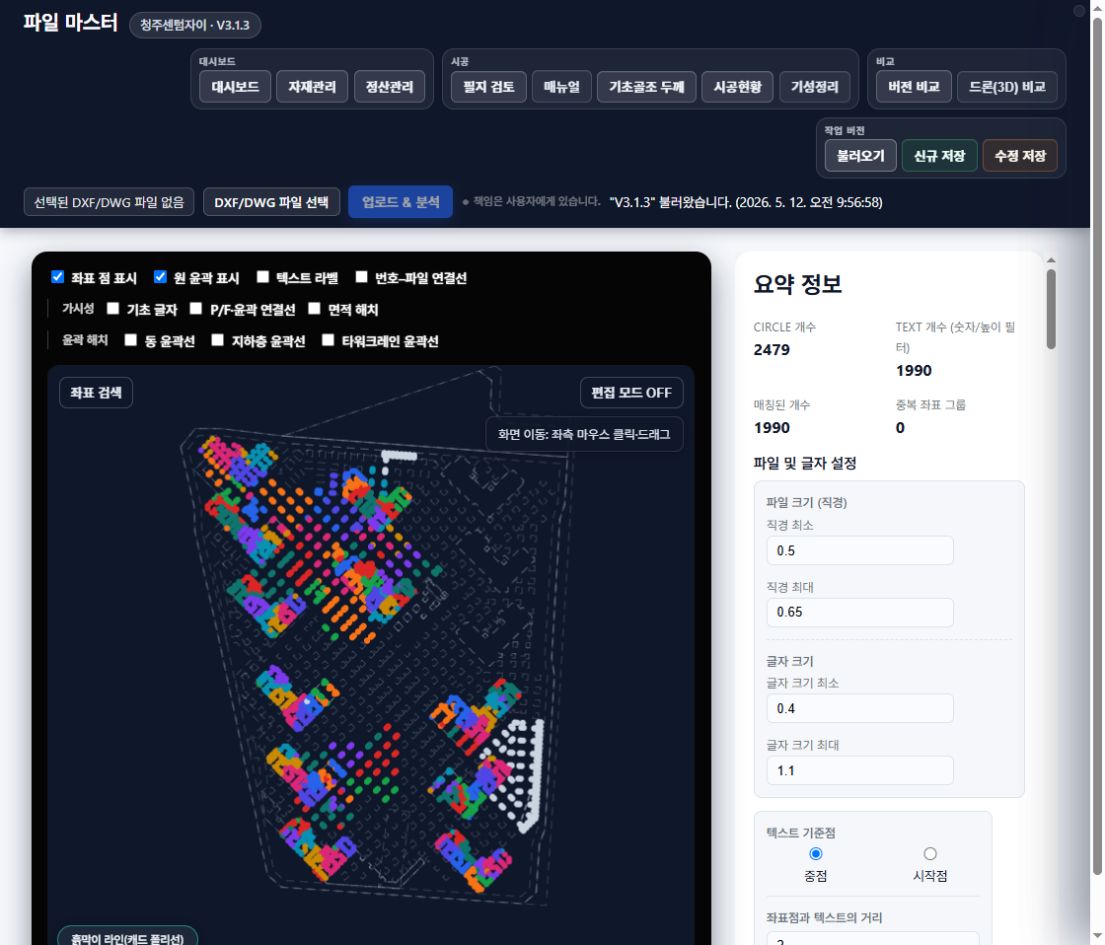 파일 마스터 청주센텀자이 · V3.1.3
대시보드
대시보드 자재관리 정산관리
시공
필지 검토 매뉴얼 기초골조 두께 시공현황 기성정리
비교
버전 비교 드론(3D) 비교
작업 버전
불러오기 신규 저장 수정 저장
선택된 DXF/DWG 파일 없음 DXF/DWG 파일 선택 업로드 & 분석 ● 책임은 사용자에게 있습니다. "V3.1.3" 불러왔습니다. (2026. 5. 12. 오전 9:56:58)
좌표 점 표시 원 윤곽 표시 텍스트 라벨 번호–파일 연결선
가시성 기초 글자 P/F·윤곽 연결선 면적 해치
윤곽 해치 동 윤곽선 지하층 윤곽선 타워크레인 윤곽선
좌표 검색
편집 모드 OFF
화면 이동: 좌측 마우스 클릭·드래그
흙막이 라인(캐드 폴리선)
요약 정보
CIRCLE 개수
2479
TEXT 개수 (숫자/높이 필
터)
1990
매칭된 개수
1990
중복 좌표 그룹
0
파일 및 글자 설정
파일 크기 (직경)
직경 최소
0.5
직경 최대
0.65
글자 크기
글자 크기 최소
0.4
글자 크기 최대
1.1
텍스트 기준점
중점 시작점
좌표점과 텍스트의 거리